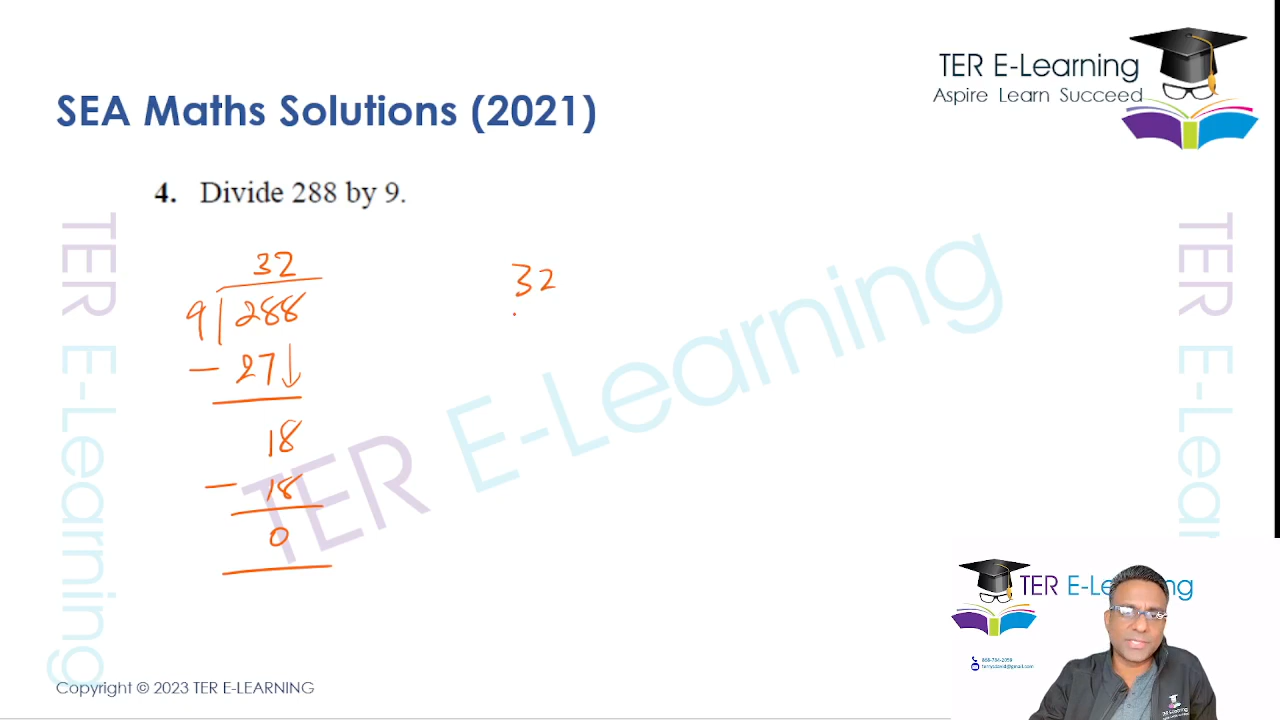 TER E-Learning
Aspire Learn Succeed
SEA Maths Solutions (2021)
4. Divide 288 by 9.
32
9 288
- 27
18
- 18
0
32
TER E-Learning
TER E-Learning
TER E-Lear
TER E-Learning
Copyright © 2023 TER E-LEARNING